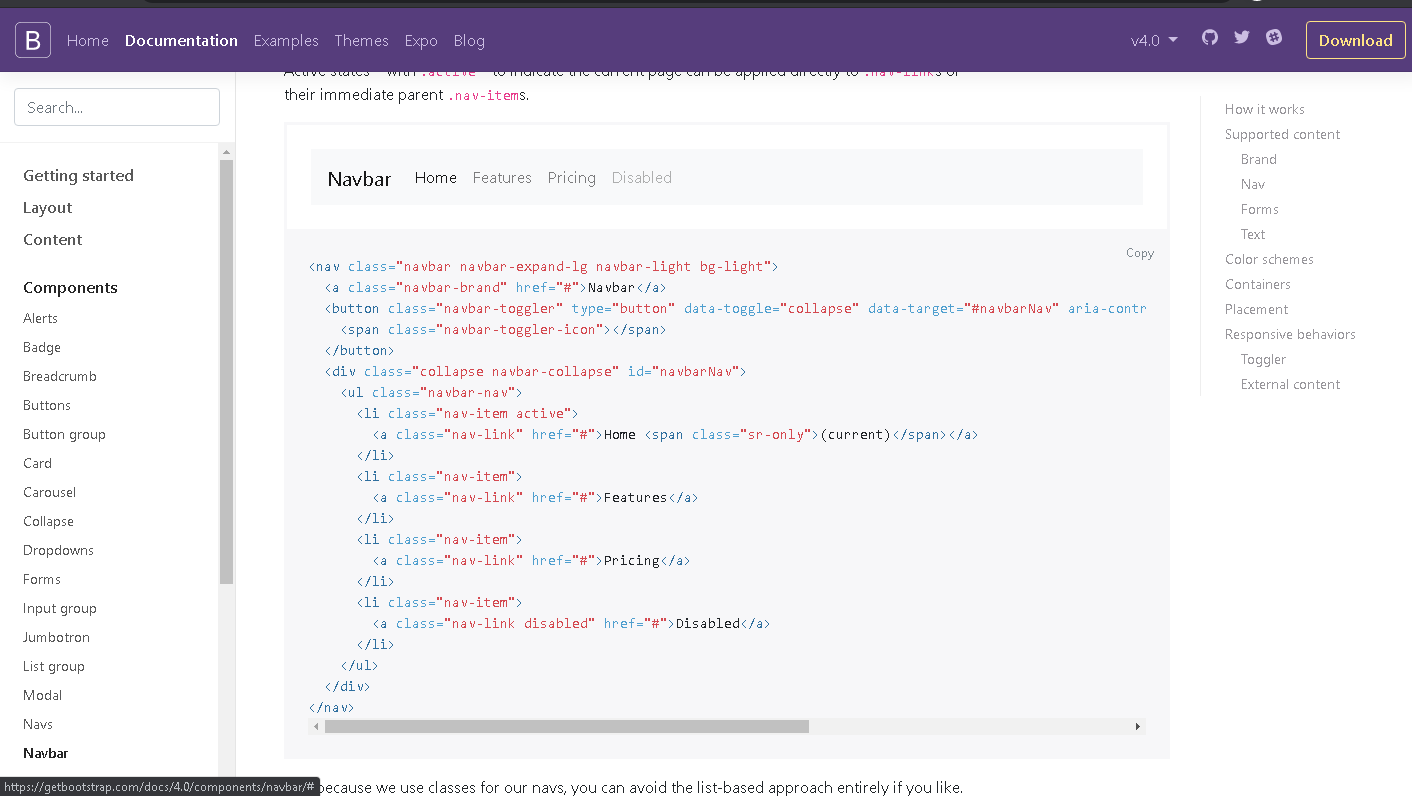 B Home Documentation Examples Themes Expo Blog v4.0 Download
Search...
Getting started
Layout
Content
Components
Alerts
Badge
Breadcrumb
Buttons
Button group
Card
Carousel
Collapse
Dropdowns
Forms
Input group
Jumbotron
List group
Modal
Navs
Navbar
Active states—with .active—to indicate the current page can be applied directly to .nav-links or
their immediate parent .nav-items.
Navbar Home Features Pricing Disabled
Copy
<nav class="navbar navbar-expand-lg navbar-light bg-light">
<a class="navbar-brand" href="#">Navbar</a>
<button class="navbar-toggler" type="button" data-toggle="collapse" data-target="#navbarNav" aria-contr
<span class="navbar-toggler-icon"></span>
</button>
<div class="collapse navbar-collapse" id="navbarNav">
<ul class="navbar-nav">
<li class="nav-item active">
<a class="nav-link" href="#">Home <span class="sr-only">(current)</span></a>
</li>
<li class="nav-item">
<a class="nav-link" href="#">Features</a>
</li>
<li class="nav-item">
<a class="nav-link" href="#">Pricing</a>
</li>
<li class="nav-item">
<a class="nav-link disabled" href="#">Disabled</a>
</li>
</ul>
</div>
</nav>
because we use classes for our navs, you can avoid the list-based approach entirely if you like.
How it works
Supported content
Brand
Nav
Forms
Text
Color schemes
Containers
Placement
Responsive behaviors
Toggler
External content
https://getbootstrap.com/docs/4.0/components/navbar/#